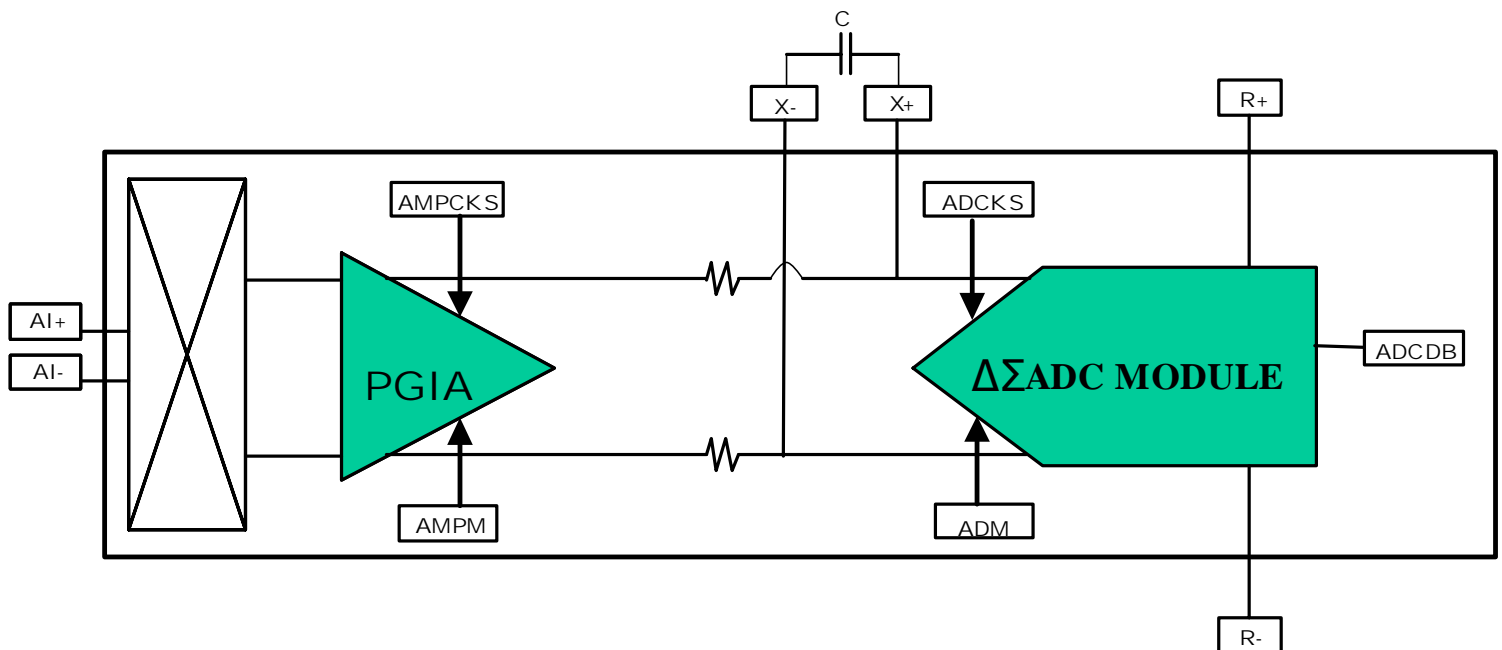 C
X-
X+
R+
AMPCKS
ADCKS
AI+
AI-
PGIA
ΔΣADC MODULE
ADCDB
AMPM
ADM
R-